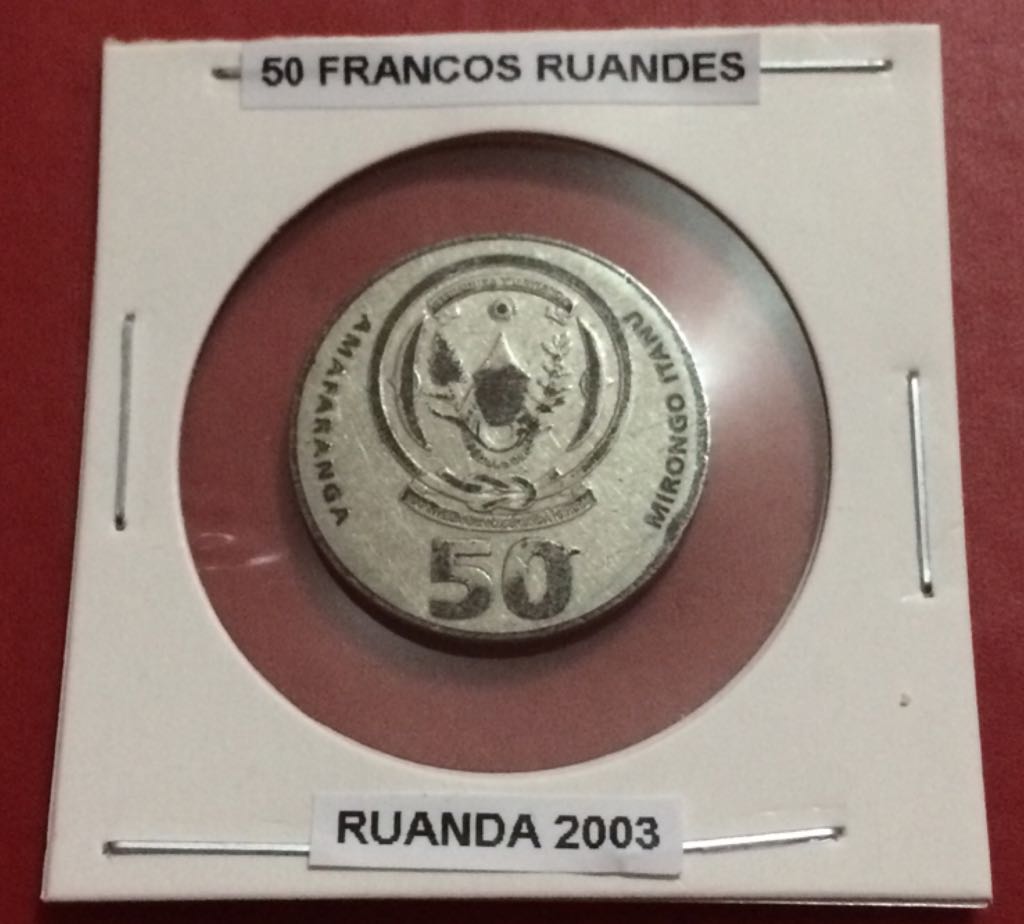 50 FRANCOS RUANDES
AMAFARANGA
MIRONGO ITANU
50
RUANDA 2003